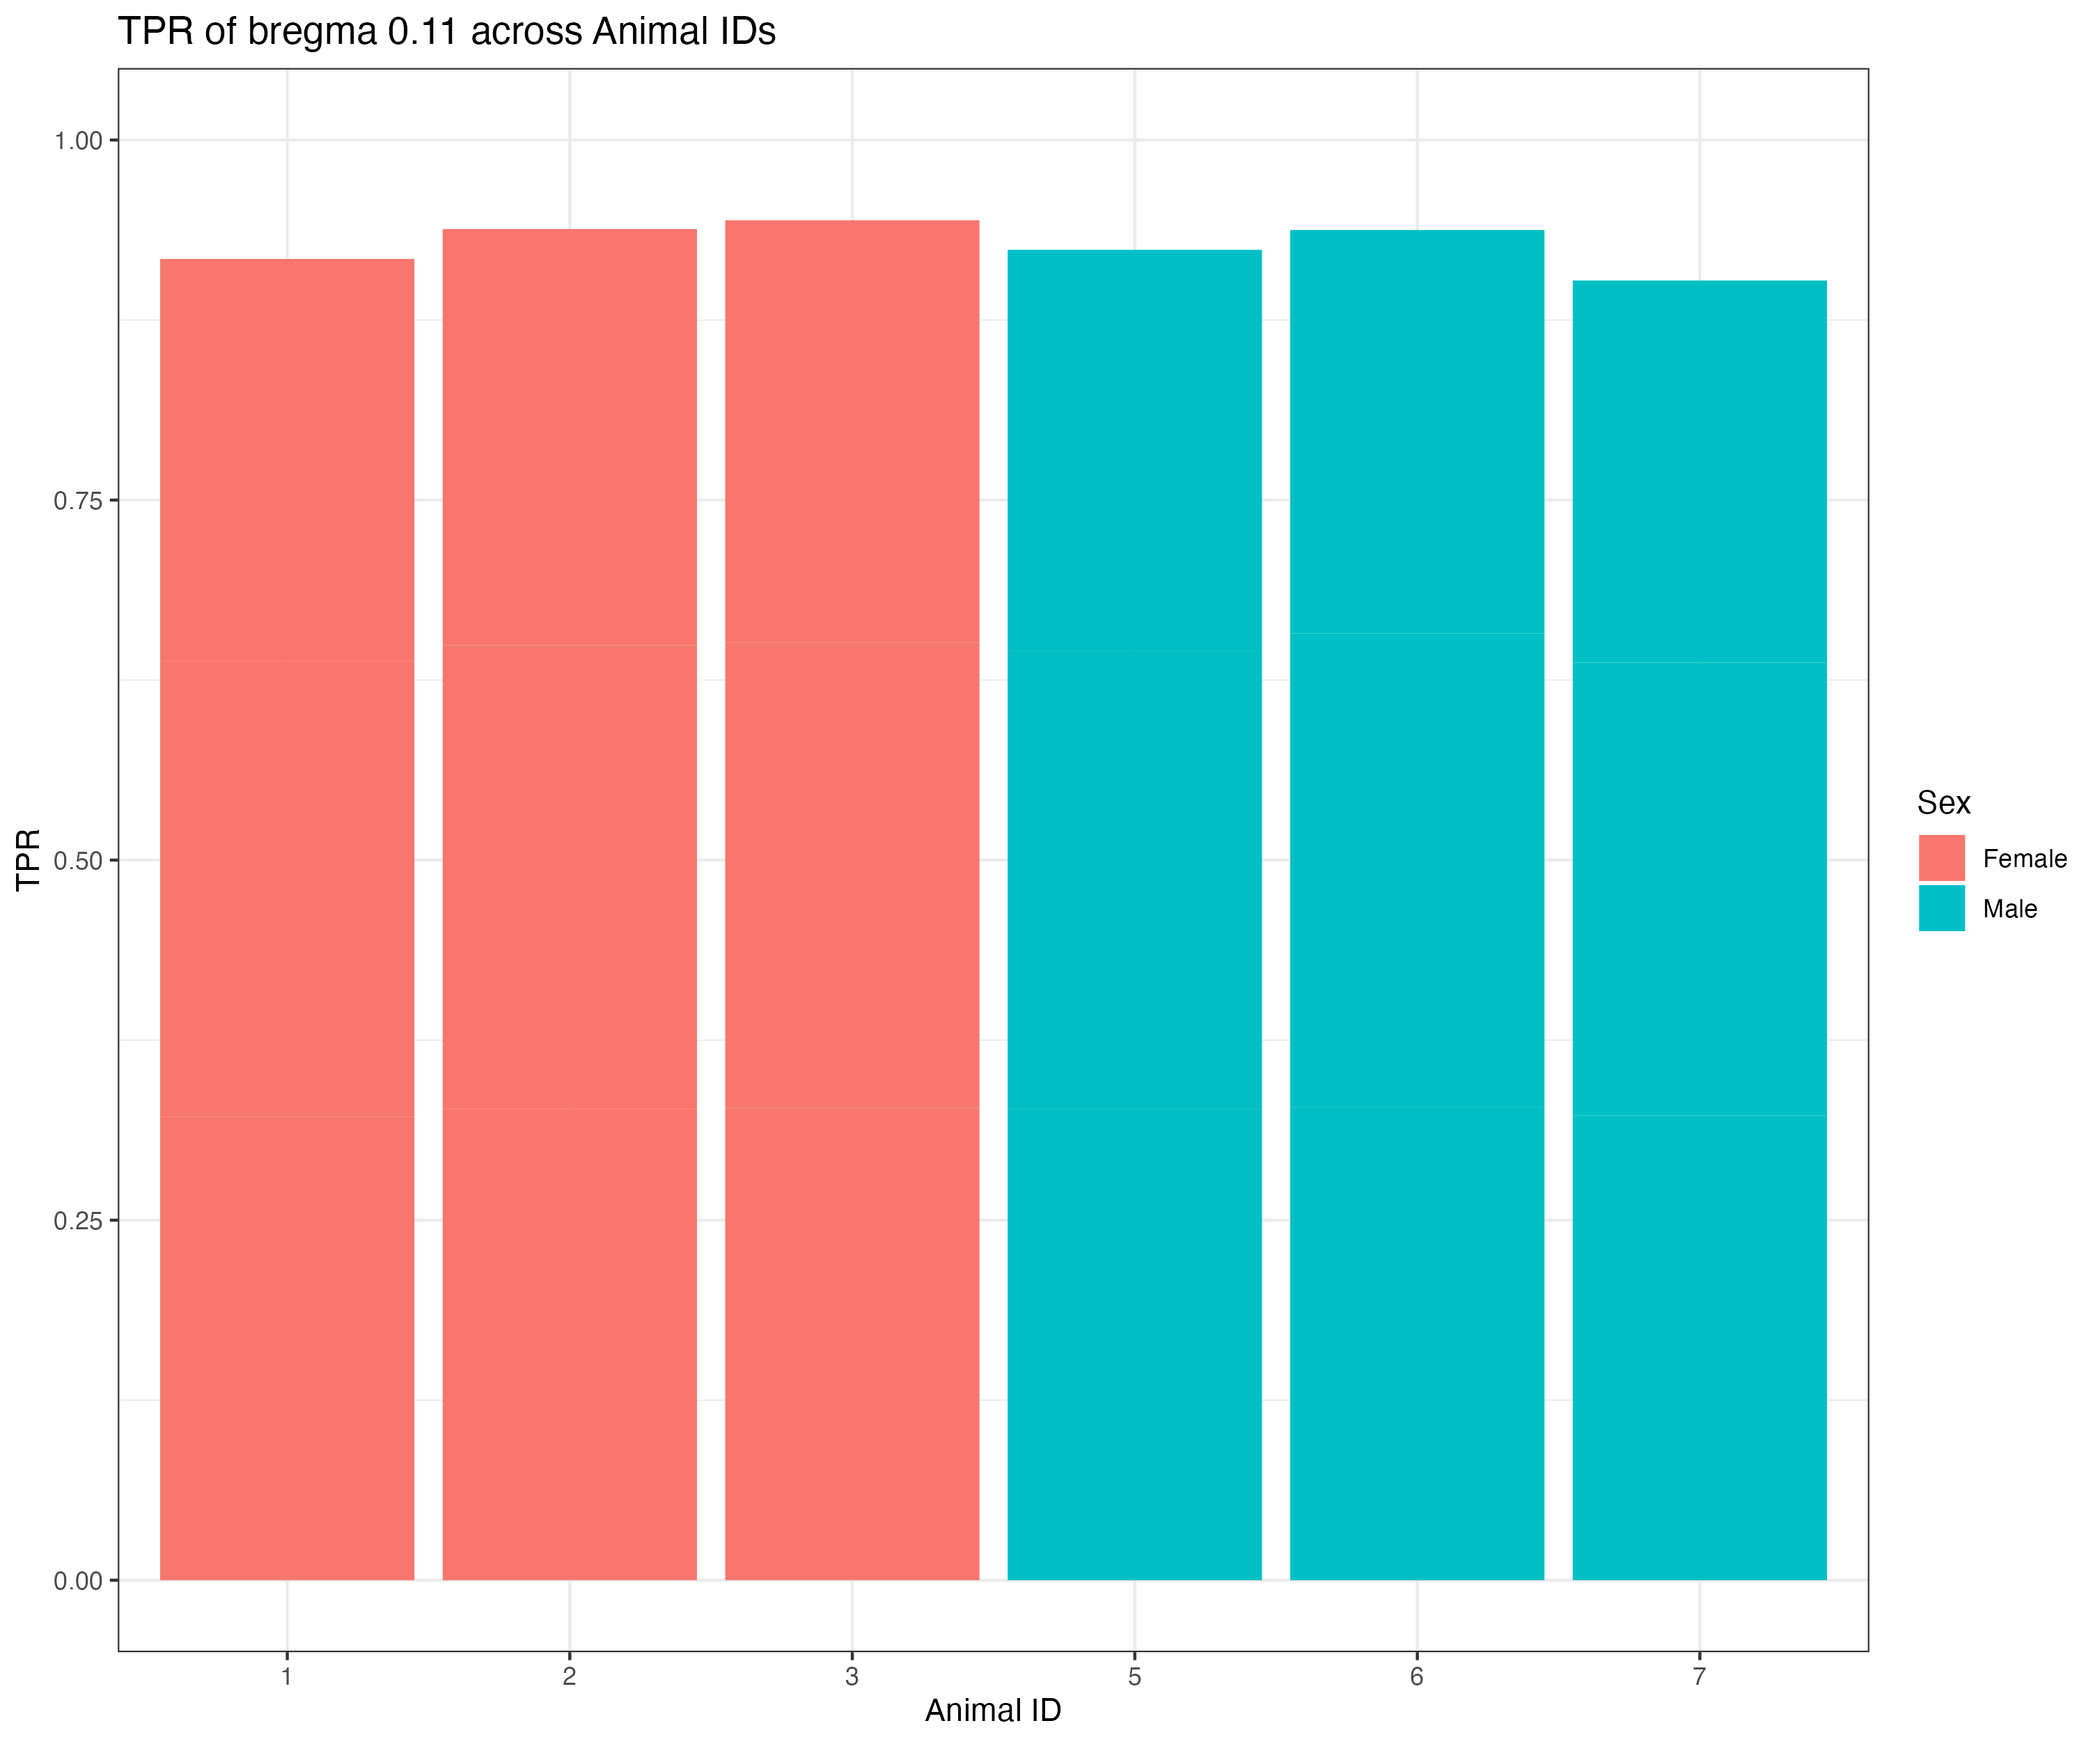 TPR of bregma 0.11 across Animal IDs
1.00
0.75
0.50
0.25
0.00
TPR
1 2 3 5 6 7
Animal ID
Sex
Female
Male